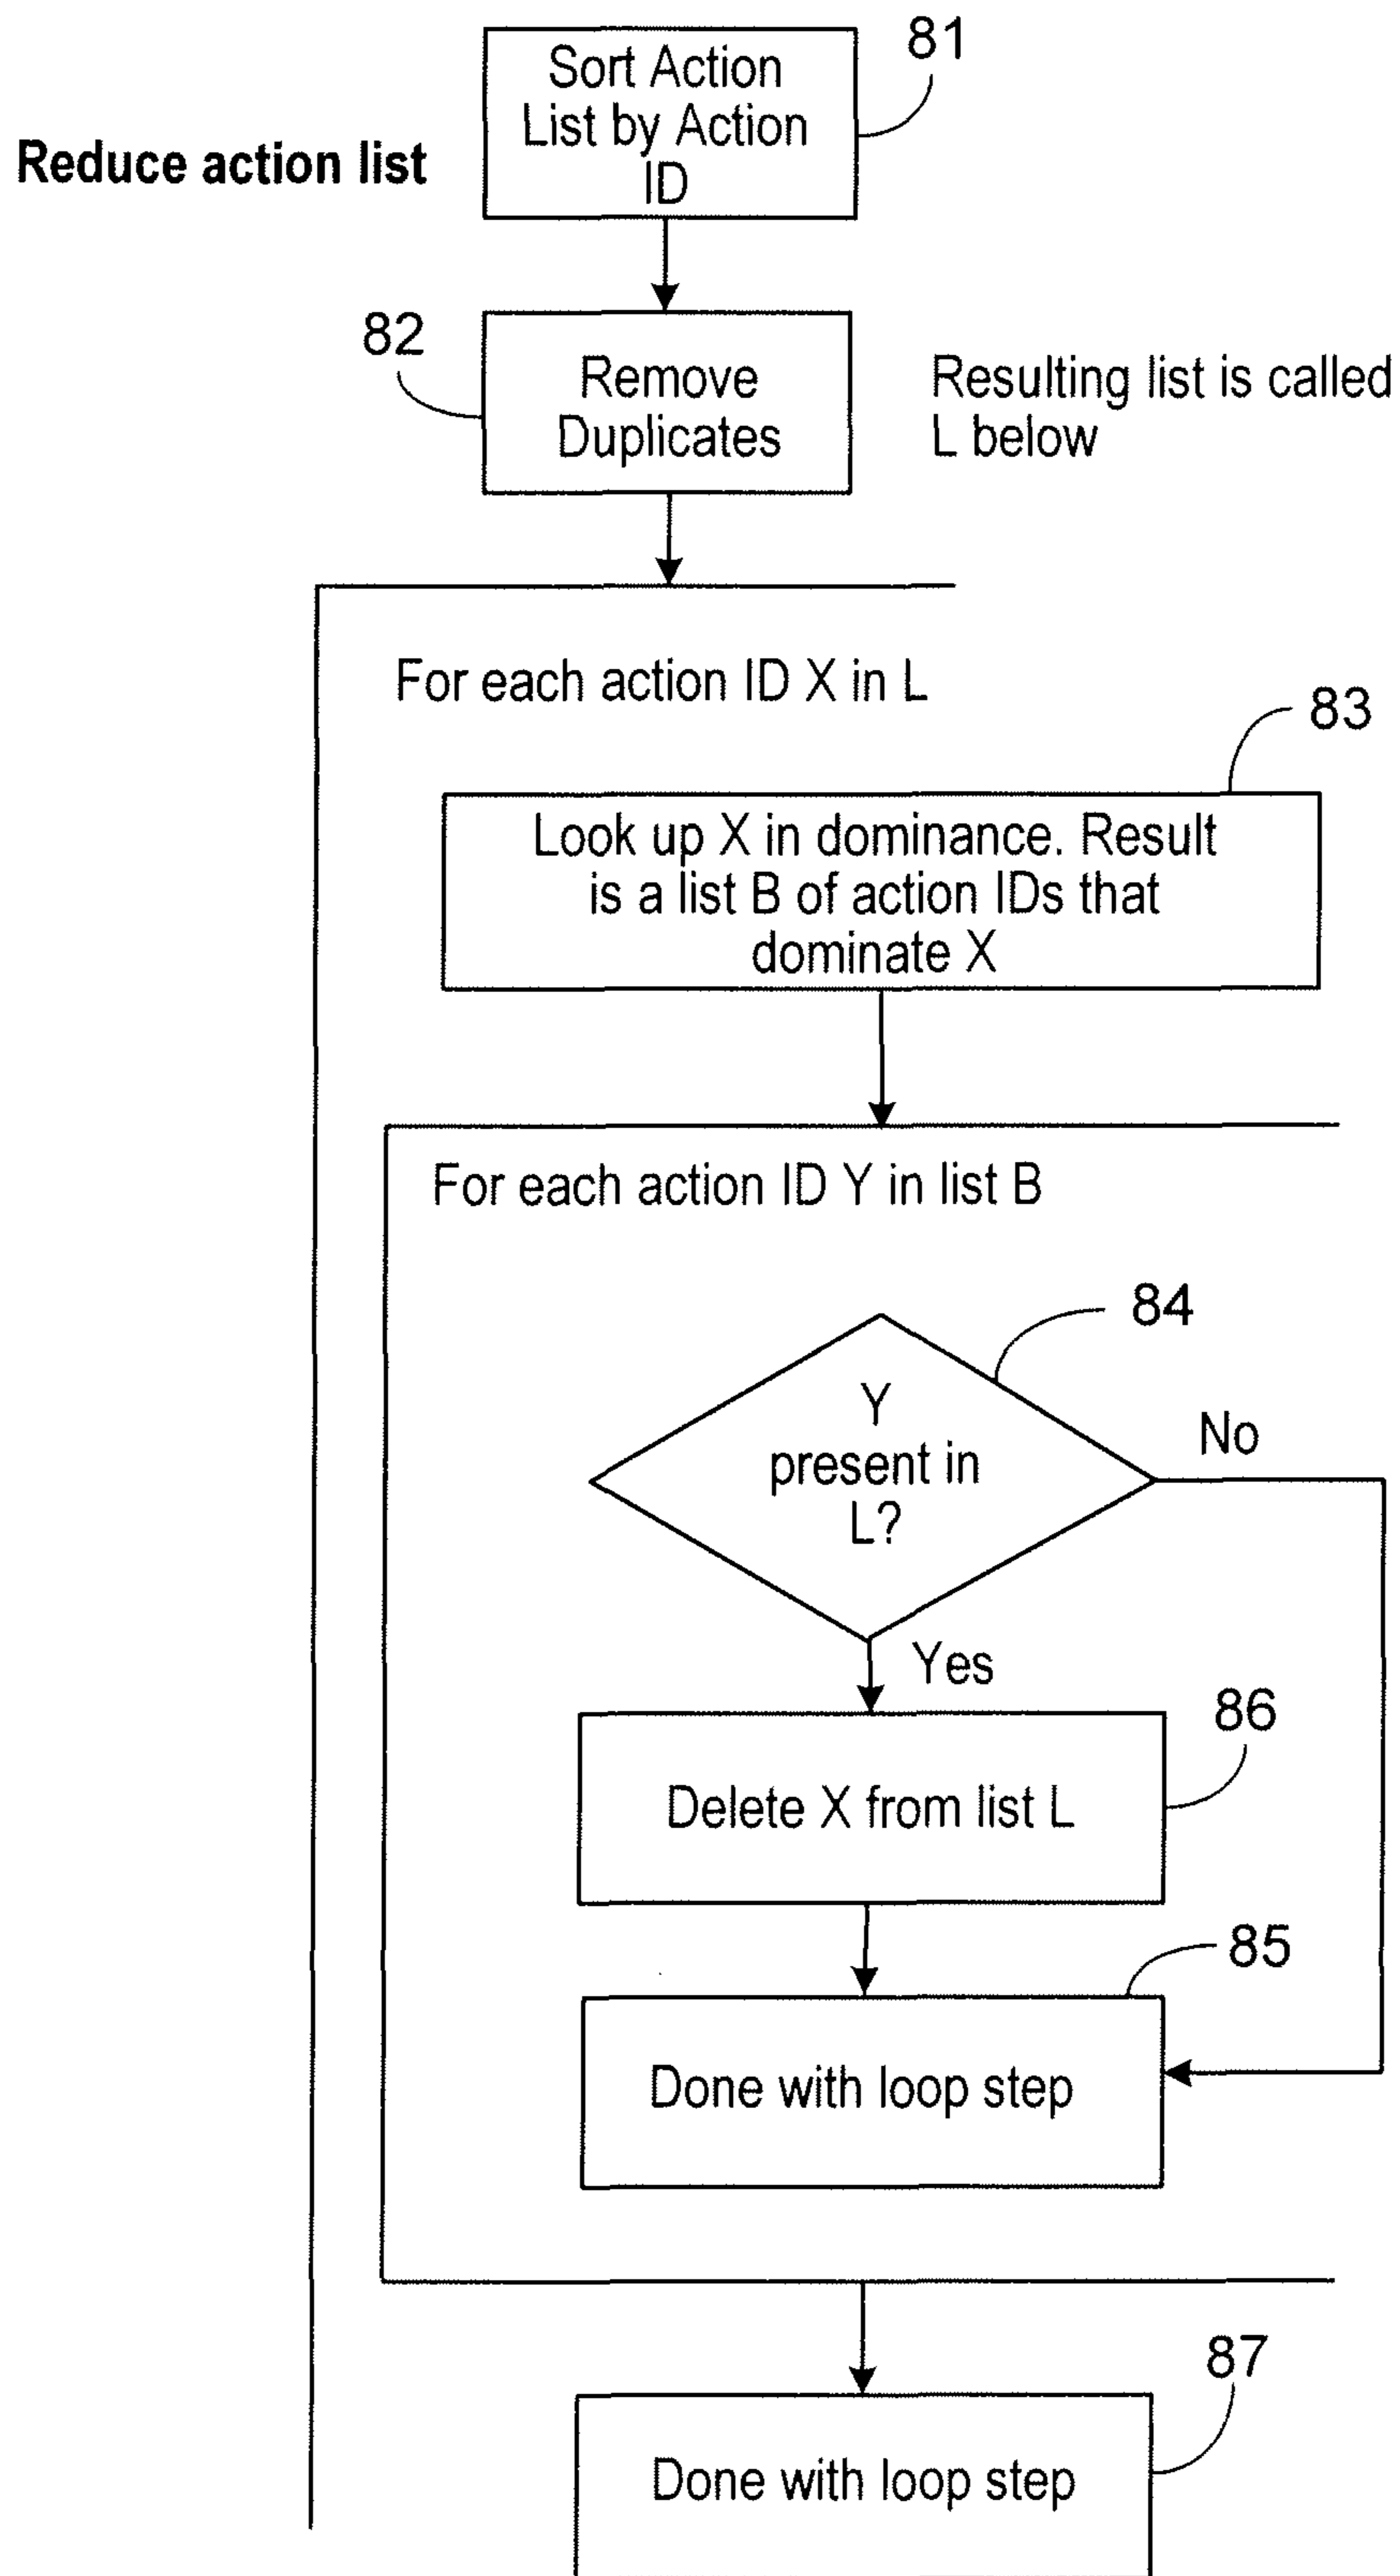 81
Sort Action
List by Action
ID
Reduce action list
82
Remove
Duplicates
Resulting list is called
L below
For each action ID X in L
83
Look up X in dominance. Result
is a list B of action IDs that
dominate X
For each action ID Y in list B
84
Y
present in
L?
No
Yes
86
Delete X from list L
85
Done with loop step
87
Done with loop step